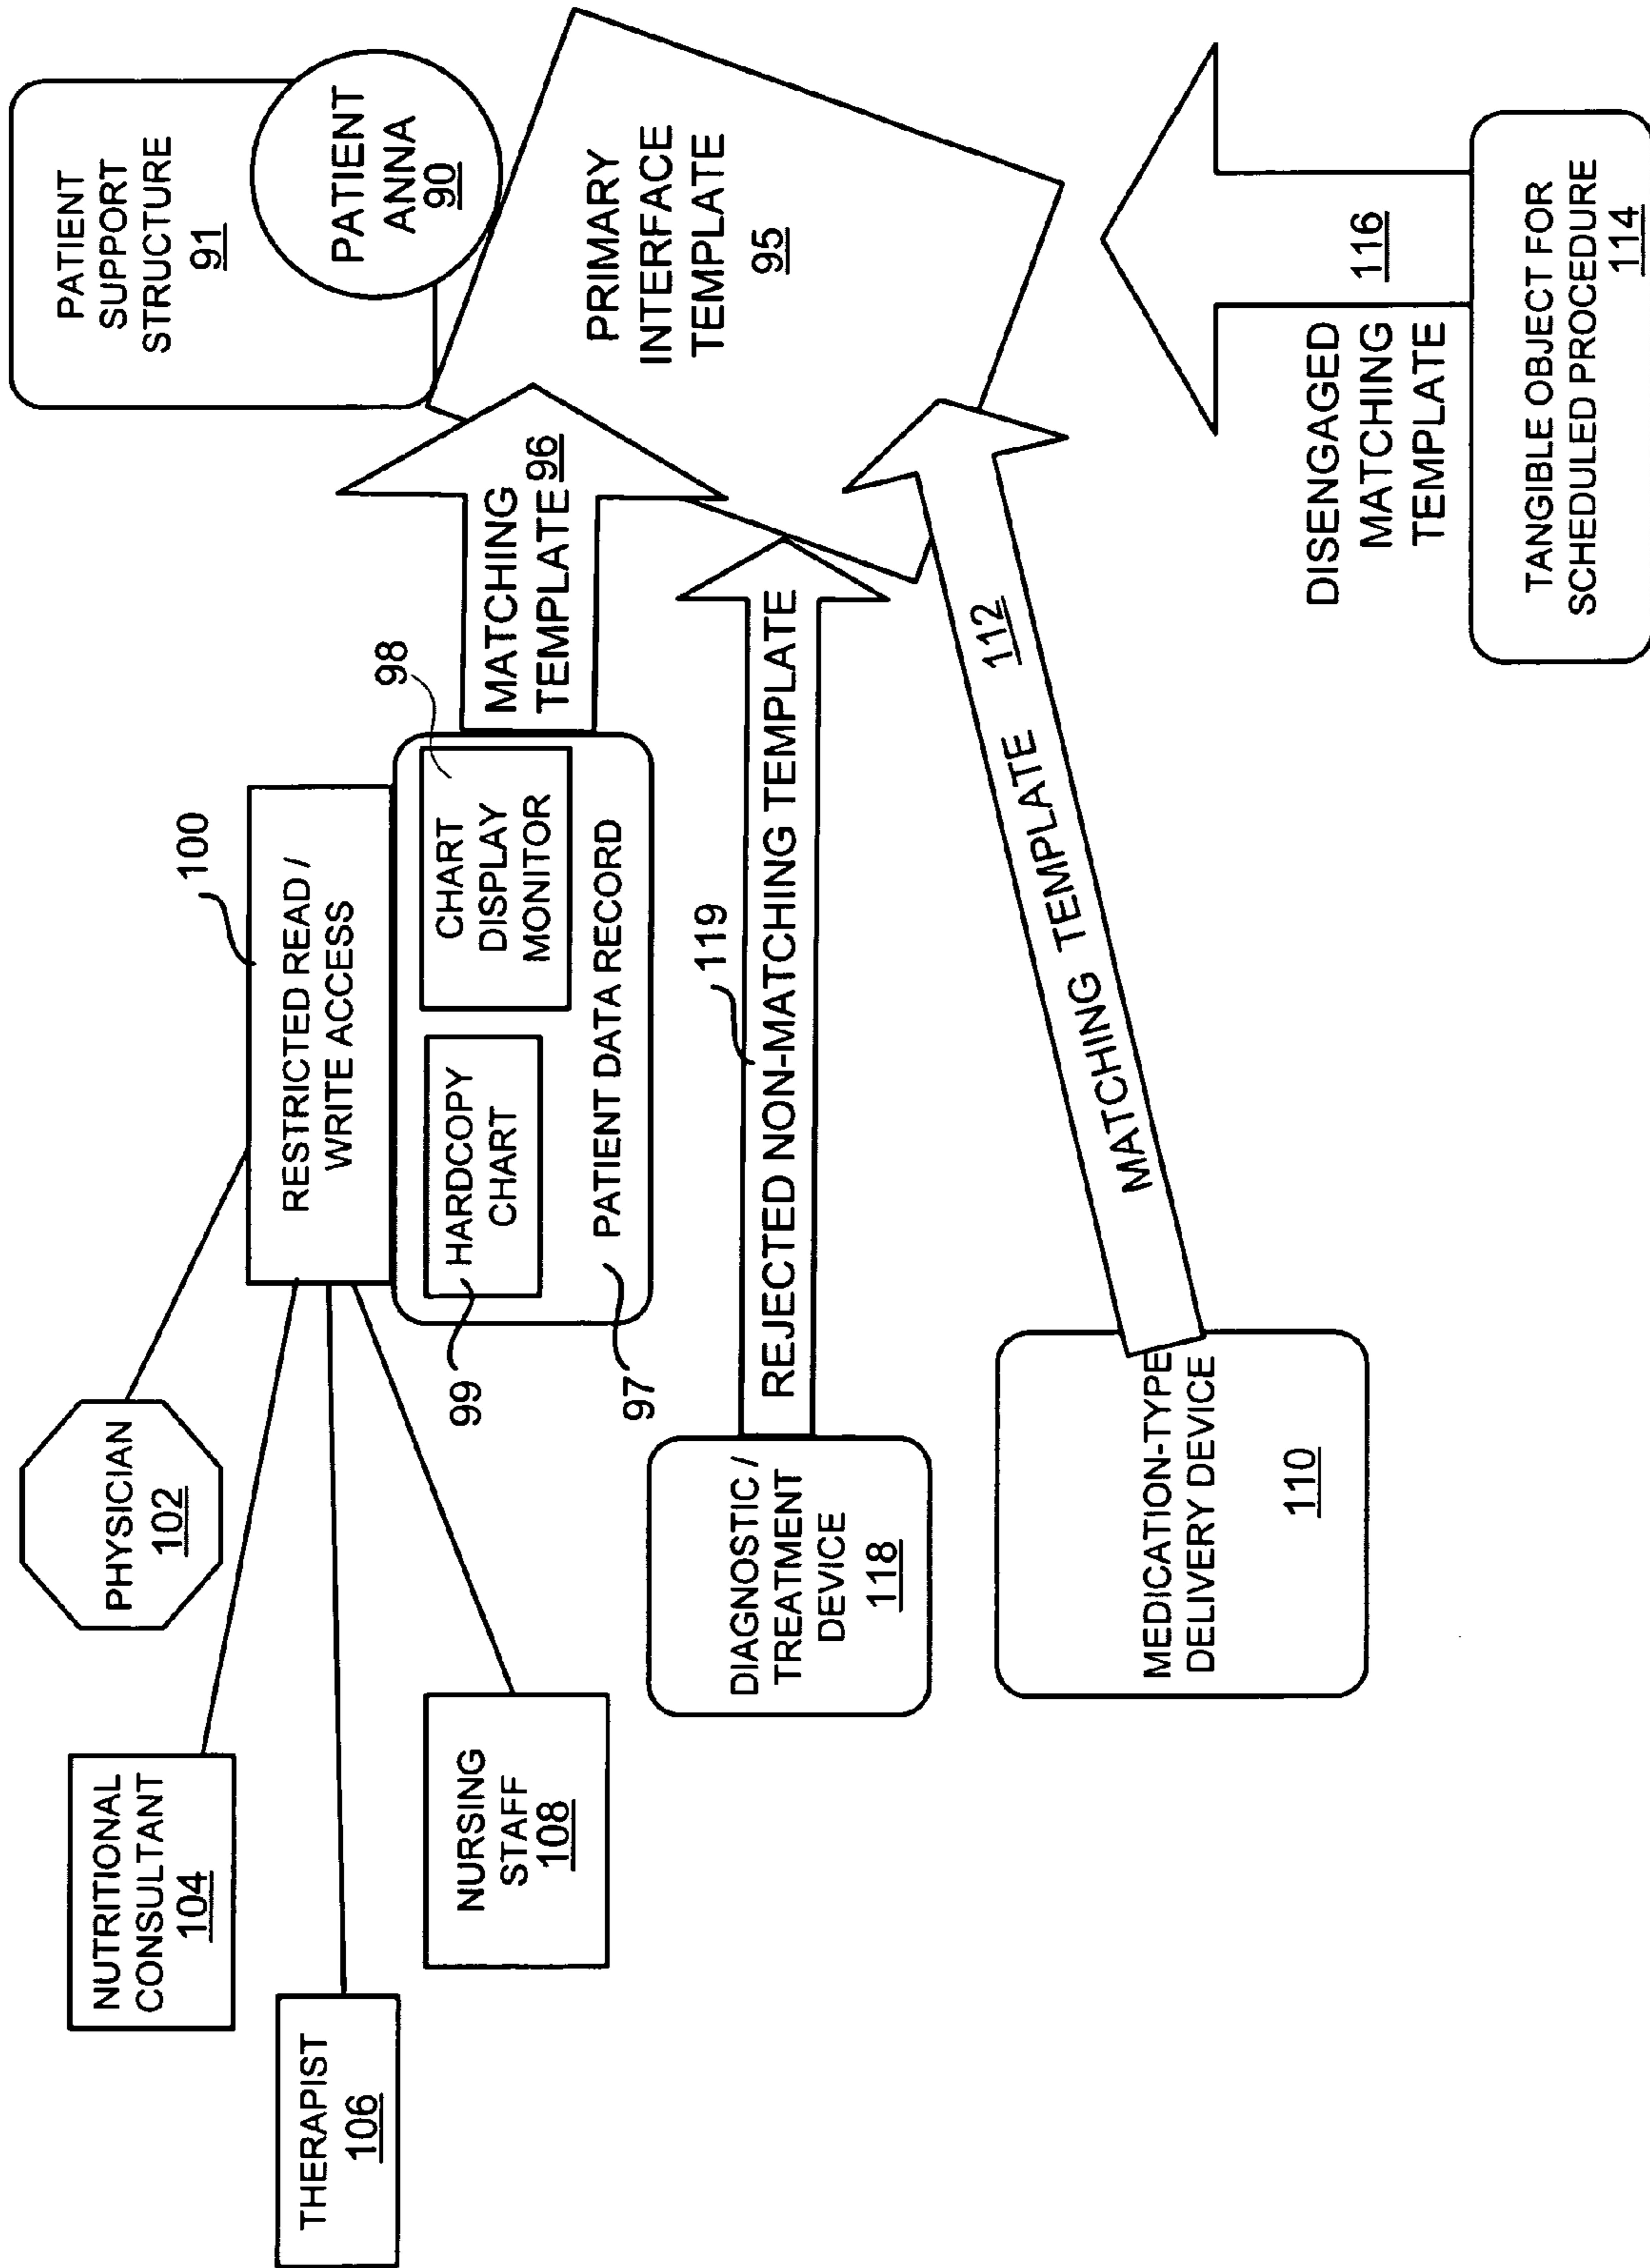 PATIENT
SUPPORT
STRUCTURE
91
PATIENT
ANNA
90
PRIMARY
INTERFACE
TEMPLATE
95
MATCHING
TEMPLATE 96
98
100
RESTRICTED READ /
WRITE ACCESS
CHART
DISPLAY
MONITOR
HARDCOPY
CHART
99
PATIENT DATA RECORD
97
PHYSICIAN
102
NUTRITIONAL
CONSULTANT
104
THERAPIST
106
NURSING
STAFF
108
119
REJECTED NON-MATCHING TEMPLATE
DIAGNOSTIC /
TREATMENT
DEVICE
118
MATCHING TEMPLATE 112
MEDICATION-TYPE
DELIVERY DEVICE
110
DISENGAGED
MATCHING
TEMPLATE
116
TANGIBLE OBJECT FOR
SCHEDULED PROCEDURE
114